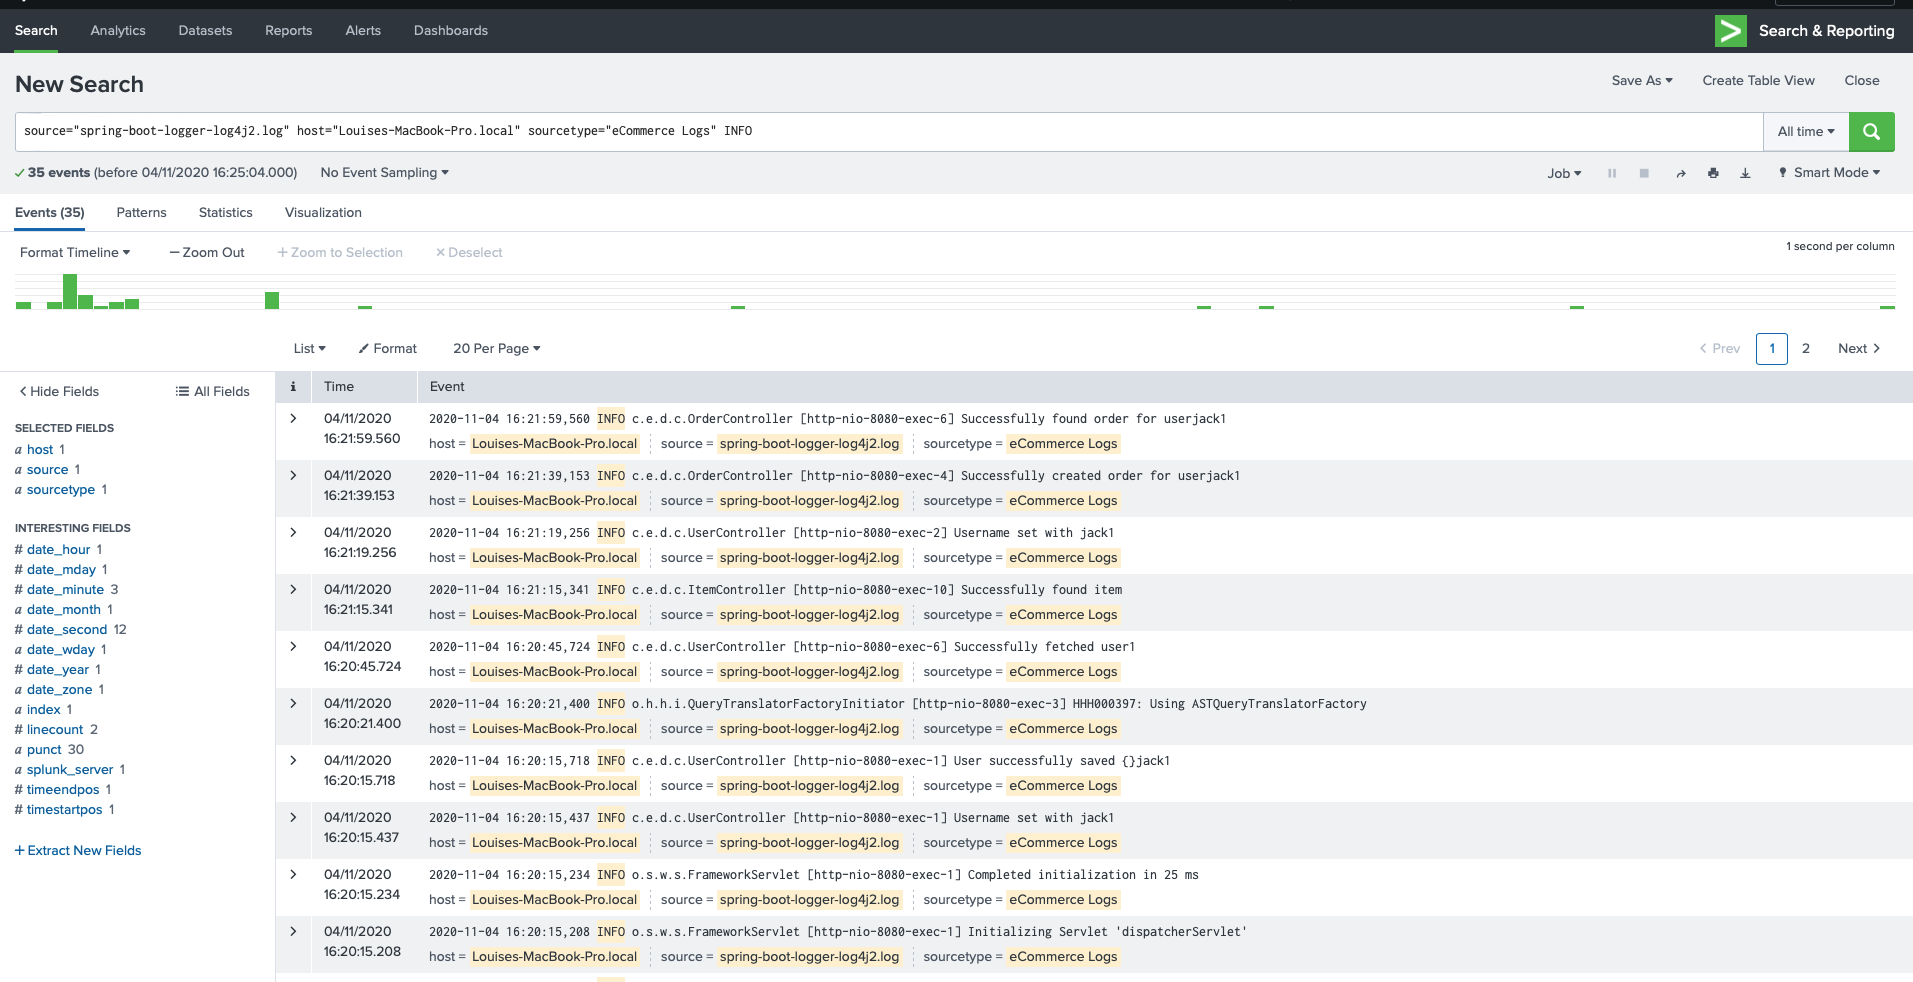 Search Analytics Datasets Reports Alerts Dashboards Search & Reporting
New Search Save As Create Table View Close
source="spring-boot-logger-log4j2.log" host="Louises-MacBook-Pro.local" sourcetype="eCommerce Logs" INFO All time
35 events (before 04/11/2020 16:25:04.000) No Event Sampling Job Smart Mode
Events (35) Patterns Statistics Visualization
Format Timeline — Zoom Out + Zoom to Selection × Deselect 1 second per column
List Format 20 Per Page < Prev 1 2 Next >
< Hide Fields All Fields
SELECTED FIELDS
a host 1
a source 1
a sourcetype 1
INTERESTING FIELDS
# date_hour 1
# date_mday 1
# date_minute 3
a date_month 1
# date_second 12
a date_wday 1
# date_year 1
a date_zone 1
a index 1
# linecount 2
a punct 30
a splunk_server 1
# timeendpos 1
# timestartpos 1
+ Extract New Fields
i Time Event
> 04/11/2020 2020-11-04 16:21:59,560 INFO c.e.d.c.OrderController [http-nio-8080-exec-6] Successfully found order for userjack1
16:21:59.560 host = Louises-MacBook-Pro.local source = spring-boot-logger-log4j2.log sourcetype = eCommerce Logs
> 04/11/2020 2020-11-04 16:21:39,153 INFO c.e.d.c.OrderController [http-nio-8080-exec-4] Successfully created order for userjack1
16:21:39.153 host = Louises-MacBook-Pro.local source = spring-boot-logger-log4j2.log sourcetype = eCommerce Logs
> 04/11/2020 2020-11-04 16:21:19,256 INFO c.e.d.c.UserController [http-nio-8080-exec-2] Username set with jack1
16:21:19.256 host = Louises-MacBook-Pro.local source = spring-boot-logger-log4j2.log sourcetype = eCommerce Logs
> 04/11/2020 2020-11-04 16:21:15,341 INFO c.e.d.c.ItemController [http-nio-8080-exec-10] Successfully found item
16:21:15.341 host = Louises-MacBook-Pro.local source = spring-boot-logger-log4j2.log sourcetype = eCommerce Logs
> 04/11/2020 2020-11-04 16:20:45,724 INFO c.e.d.c.UserController [http-nio-8080-exec-6] Successfully fetched user1
16:20:45.724 host = Louises-MacBook-Pro.local source = spring-boot-logger-log4j2.log sourcetype = eCommerce Logs
> 04/11/2020 2020-11-04 16:20:21,400 INFO o.h.h.i.QueryTranslatorFactoryInitiator [http-nio-8080-exec-3] HHH000397: Using ASTQueryTranslatorFactory
16:20:21.400 host = Louises-MacBook-Pro.local source = spring-boot-logger-log4j2.log sourcetype = eCommerce Logs
> 04/11/2020 2020-11-04 16:20:15,718 INFO c.e.d.c.UserController [http-nio-8080-exec-1] User successfully saved {}jack1
16:20:15.718 host = Louises-MacBook-Pro.local source = spring-boot-logger-log4j2.log sourcetype = eCommerce Logs
> 04/11/2020 2020-11-04 16:20:15,437 INFO c.e.d.c.UserController [http-nio-8080-exec-1] Username set with jack1
16:20:15.437 host = Louises-MacBook-Pro.local source = spring-boot-logger-log4j2.log sourcetype = eCommerce Logs
> 04/11/2020 2020-11-04 16:20:15,234 INFO o.s.w.s.FrameworkServlet [http-nio-8080-exec-1] Completed initialization in 25 ms
16:20:15.234 host = Louises-MacBook-Pro.local source = spring-boot-logger-log4j2.log sourcetype = eCommerce Logs
> 04/11/2020 2020-11-04 16:20:15,208 INFO o.s.w.s.FrameworkServlet [http-nio-8080-exec-1] Initializing Servlet 'dispatcherServlet'
16:20:15.208 host = Louises-MacBook-Pro.local source = spring-boot-logger-log4j2.log sourcetype = eCommerce Logs